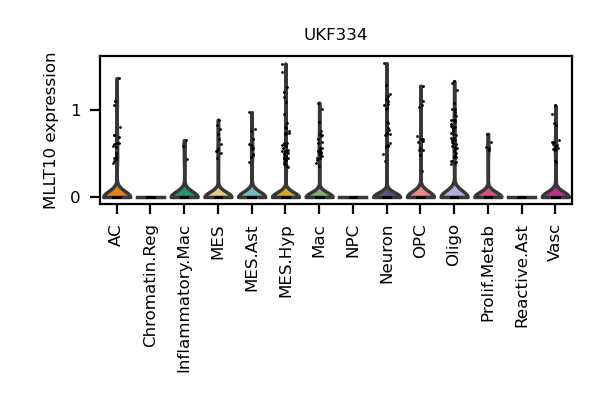 UKF334
MLLT10 expression
1
0
AC
Chromatin.Reg
Inflammatory.Mac
MES
MES.Ast
MES.Hyp
Mac
NPC
Neuron
OPC
Oligo
Prolif.Metab
Reactive.Ast
Vasc